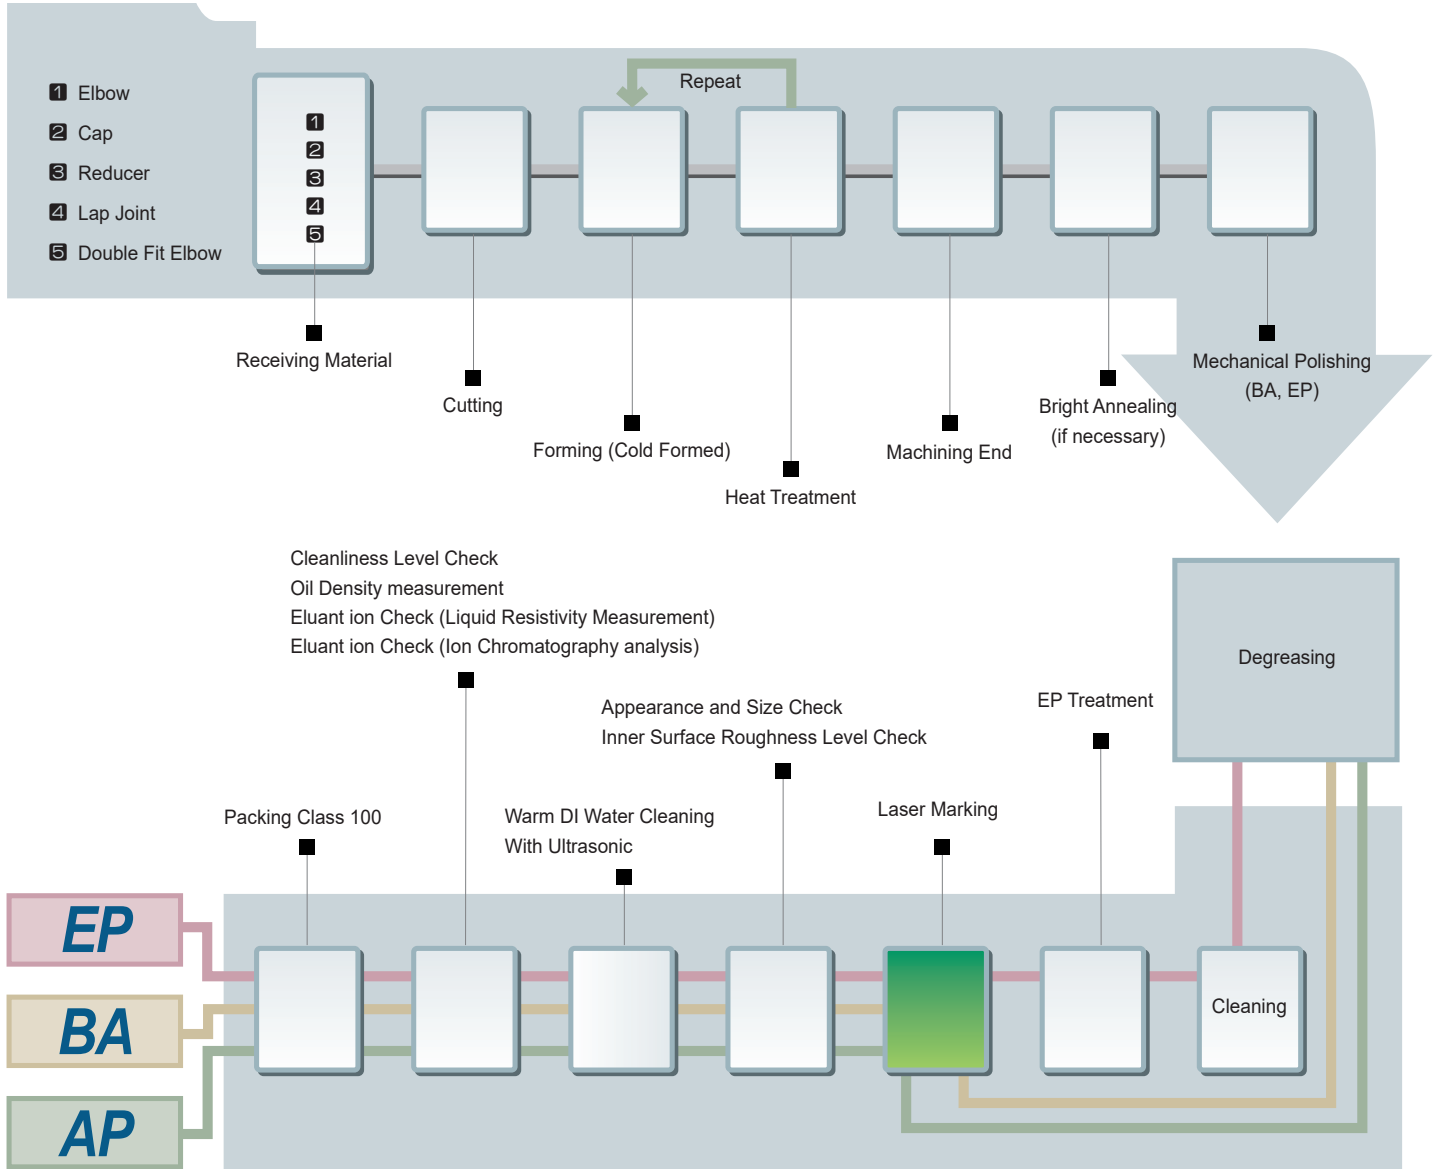 1 Elbow
2 Cap
3 Reducer
4 Lap Joint
5 Double Fit Elbow
1
2
3
4
5
Repeat
Receiving Material
Cutting
Forming (Cold Formed)
Heat Treatment
Machining End
Bright Annealing
(if necessary)
Mechanical Polishing
(BA, EP)
Degreasing
Cleaning
EP Treatment
Laser Marking
Appearance and Size Check
Inner Surface Roughness Level Check
Warm DI Water Cleaning
With Ultrasonic
Cleanliness Level Check
Oil Density measurement
Eluant ion Check (Liquid Resistivity Measurement)
Eluant ion Check (Ion Chromatography analysis)
Packing Class 100
EP
BA
AP